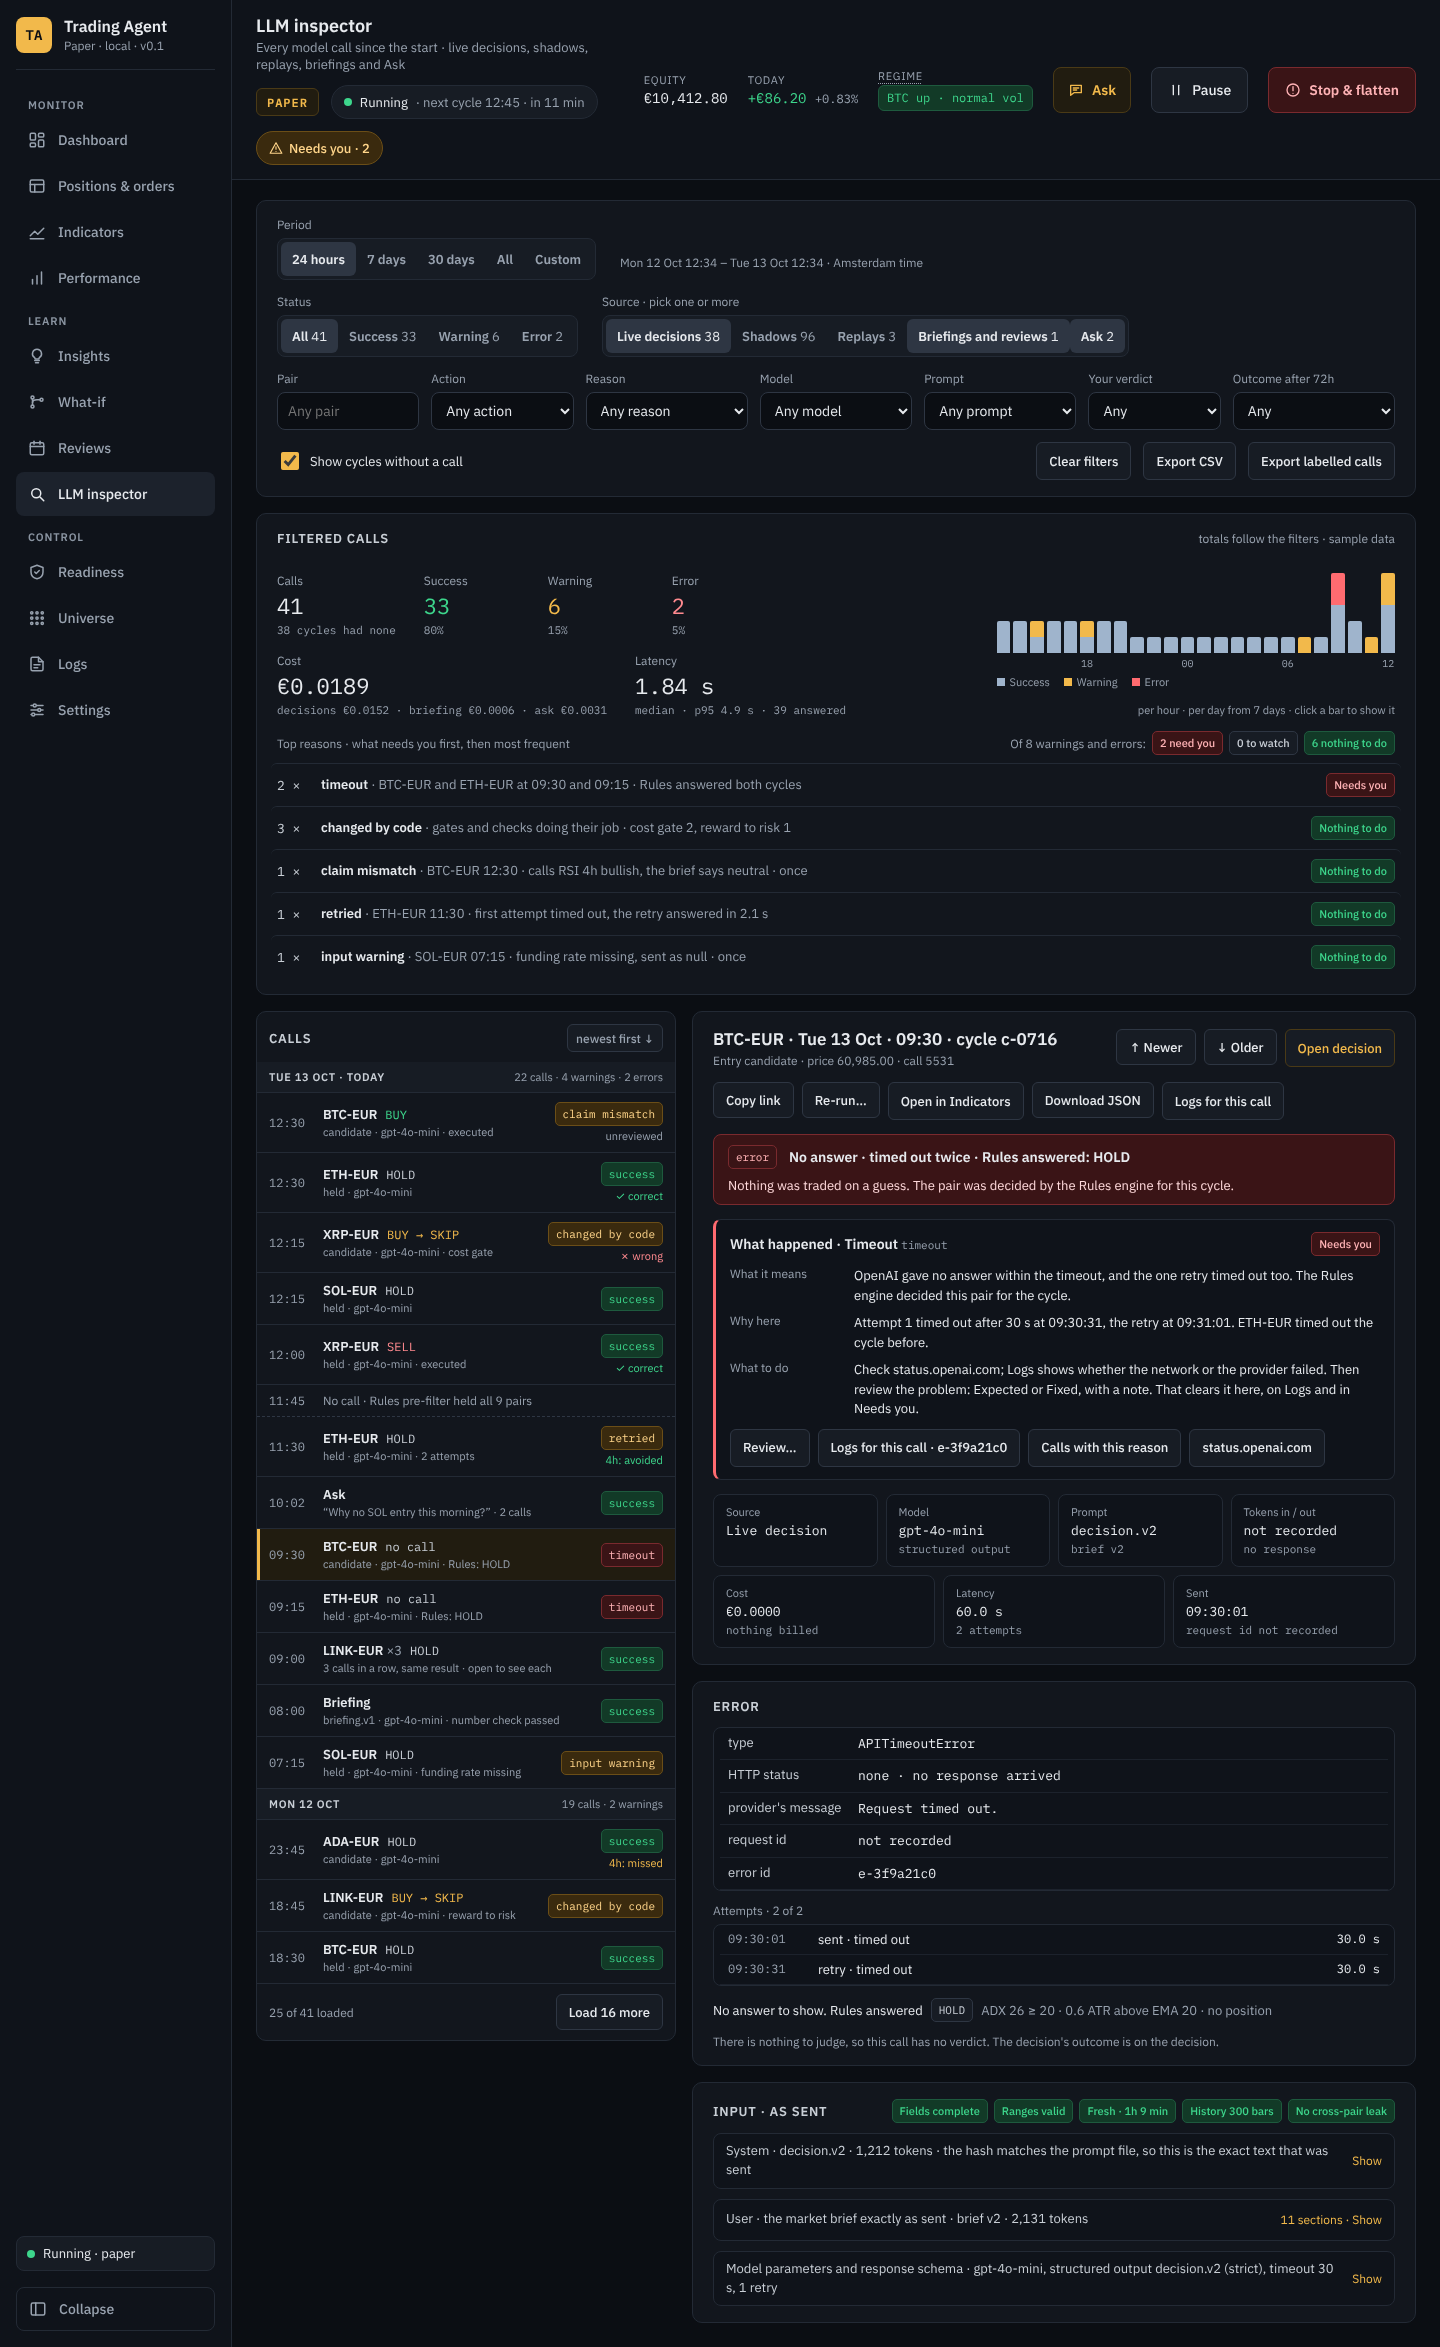 TA
Trading Agent
Paper · local · v0.1
MONITOR
Dashboard
Positions & orders
Indicators
Performance
LEARN
Insights
What-if
Reviews
LLM inspector
CONTROL
Readiness
Universe
Logs
Settings
Running · paper
Collapse
LLM inspector
Every model call since the start · live decisions, shadows,
replays, briefings and Ask
PAPER
Running · next cycle 12:45 · in 11 min
Needs you · 2
EQUITY
€10,412.80
TODAY
+€86.20 +0.83%
REGIME
BTC up · normal vol
Ask
Pause
Stop & flatten
Period
24 hours 7 days 30 days All Custom
Mon 12 Oct 12:34 – Tue 13 Oct 12:34 · Amsterdam time
Status
All 41 Success 33 Warning 6 Error 2
Source · pick one or more
Live decisions 38 Shadows 96 Replays 3 Briefings and reviews 1 Ask 2
Pair
Any pair
Action
Any action
Reason
Any reason
Model
Any model
Prompt
Any prompt
Your verdict
Any
Outcome after 72h
Any
Show cycles without a call
Clear filters
Export CSV
Export labelled calls
FILTERED CALLS
totals follow the filters · sample data
Calls
41
38 cycles had none
Success
33
80%
Warning
6
15%
Error
2
5%
Cost
€0.0189
decisions €0.0152 · briefing €0.0006 · ask €0.0031
Latency
1.84 s
median · p95 4.9 s · 39 answered
18 00 06 12
Success Warning Error
per hour · per day from 7 days · click a bar to show it
Top reasons · what needs you first, then most frequent
Of 8 warnings and errors: 2 need you 0 to watch 6 nothing to do
2 × timeout · BTC-EUR and ETH-EUR at 09:30 and 09:15 · Rules answered both cycles Needs you
3 × changed by code · gates and checks doing their job · cost gate 2, reward to risk 1 Nothing to do
1 × claim mismatch · BTC-EUR 12:30 · calls RSI 4h bullish, the brief says neutral · once Nothing to do
1 × retried · ETH-EUR 11:30 · first attempt timed out, the retry answered in 2.1 s Nothing to do
1 × input warning · SOL-EUR 07:15 · funding rate missing, sent as null · once Nothing to do
CALLS
newest first ↓
TUE 13 OCT · TODAY
22 calls · 4 warnings · 2 errors
12:30
BTC-EUR BUY
candidate · gpt-4o-mini · executed
claim mismatch
unreviewed
12:30
ETH-EUR HOLD
held · gpt-4o-mini
success
✓ correct
12:15
XRP-EUR BUY → SKIP
candidate · gpt-4o-mini · cost gate
changed by code
× wrong
12:15
SOL-EUR HOLD
held · gpt-4o-mini
success
12:00
XRP-EUR SELL
held · gpt-4o-mini · executed
success
✓ correct
11:45 No call · Rules pre-filter held all 9 pairs
11:30
ETH-EUR HOLD
held · gpt-4o-mini · 2 attempts
retried
4h: avoided
10:02
Ask
“Why no SOL entry this morning?” · 2 calls
success
09:30
BTC-EUR no call
candidate · gpt-4o-mini · Rules: HOLD
timeout
09:15
ETH-EUR no call
held · gpt-4o-mini · Rules: HOLD
timeout
09:00
LINK-EUR ×3 HOLD
3 calls in a row, same result · open to see each
success
08:00
Briefing
briefing.v1 · gpt-4o-mini · number check passed
success
07:15
SOL-EUR HOLD
held · gpt-4o-mini · funding rate missing
input warning
MON 12 OCT
19 calls · 2 warnings
23:45
ADA-EUR HOLD
candidate · gpt-4o-mini
success
4h: missed
18:45
LINK-EUR BUY → SKIP
candidate · gpt-4o-mini · reward to risk
changed by code
18:30
BTC-EUR HOLD
held · gpt-4o-mini
success
25 of 41 loaded
Load 16 more
BTC-EUR · Tue 13 Oct · 09:30 · cycle c-0716
Entry candidate · price 60,985.00 · call 5531
↑ Newer
↓ Older
Open decision
Copy link
Re-run...
Open in Indicators
Download JSON
Logs for this call
error No answer · timed out twice · Rules answered: HOLD
Nothing was traded on a guess. The pair was decided by the Rules engine for this cycle.
What happened · Timeout timeout
Needs you
What it means
OpenAI gave no answer within the timeout, and the one retry timed out too. The Rules
engine decided this pair for the cycle.
Why here
Attempt 1 timed out after 30 s at 09:30:31, the retry at 09:31:01. ETH-EUR timed out the
cycle before.
What to do
Check status.openai.com; Logs shows whether the network or the provider failed. Then
review the problem: Expected or Fixed, with a note. That clears it here, on Logs and in
Needs you.
Review...
Logs for this call · e-3f9a21c0
Calls with this reason
status.openai.com
Source
Live decision
Model
gpt-4o-mini
structured output
Prompt
decision.v2
brief v2
Tokens in / out
not recorded
no response
Cost
€0.0000
nothing billed
Latency
60.0 s
2 attempts
Sent
09:30:01
request id not recorded
ERROR
type APITimeoutError
HTTP status none · no response arrived
provider's message Request timed out.
request id not recorded
error id e-3f9a21c0
Attempts · 2 of 2
09:30:01 sent · timed out 30.0 s
09:30:31 retry · timed out 30.0 s
No answer to show. Rules answered HOLD ADX 26 ≥ 20 · 0.6 ATR above EMA 20 · no position
There is nothing to judge, so this call has no verdict. The decision's outcome is on the decision.
INPUT · AS SENT
Fields complete
Ranges valid
Fresh · 1h 9 min
History 300 bars
No cross-pair leak
System · decision.v2 · 1,212 tokens · the hash matches the prompt file, so this is the exact text that was
sent
Show
User · the market brief exactly as sent · brief v2 · 2,131 tokens
11 sections · Show
Model parameters and response schema · gpt-4o-mini, structured output decision.v2 (strict), timeout 30
s, 1 retry
Show